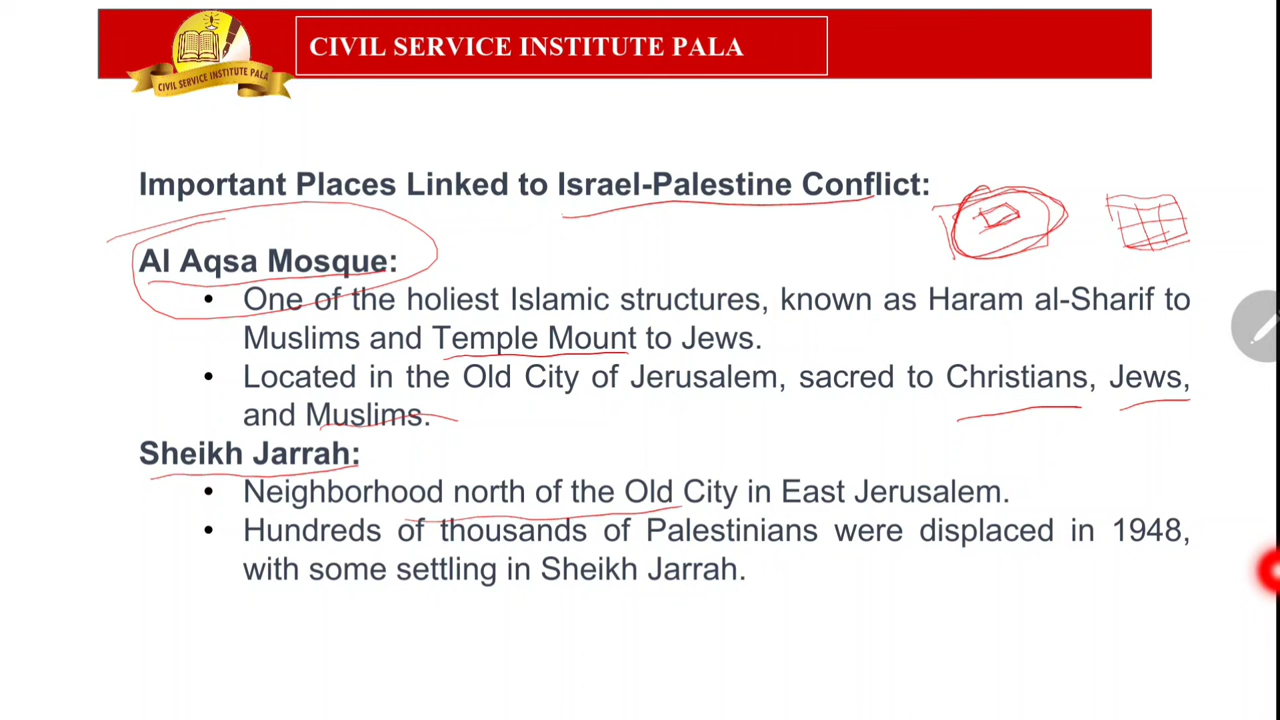 CIVIL SERVICE INSTITUTE PALA
CIVIL SERVICE INSTITUTE PALA
Important Places Linked to Israel-Palestine Conflict:
Al Aqsa Mosque:
• One of the holiest Islamic structures, known as Haram al-Sharif to
Muslims and Temple Mount to Jews.
• Located in the Old City of Jerusalem, sacred to Christians, Jews,
and Muslims.
Sheikh Jarrah:
• Neighborhood north of the Old City in East Jerusalem.
• Hundreds of thousands of Palestinians were displaced in 1948,
with some settling in Sheikh Jarrah.